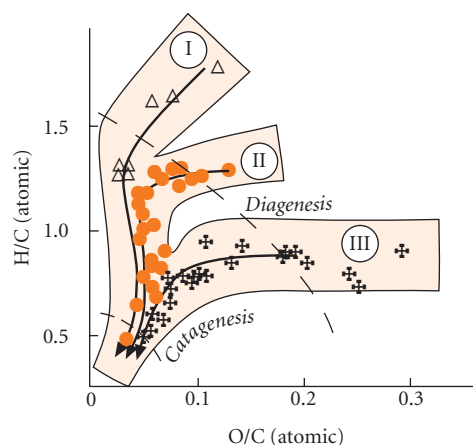 I
1.5
II
Diagenesis
H/C (atomic)
1.0
III
Catagenesis
0.5
0
0.1
0.2
0.3
O/C (atomic)